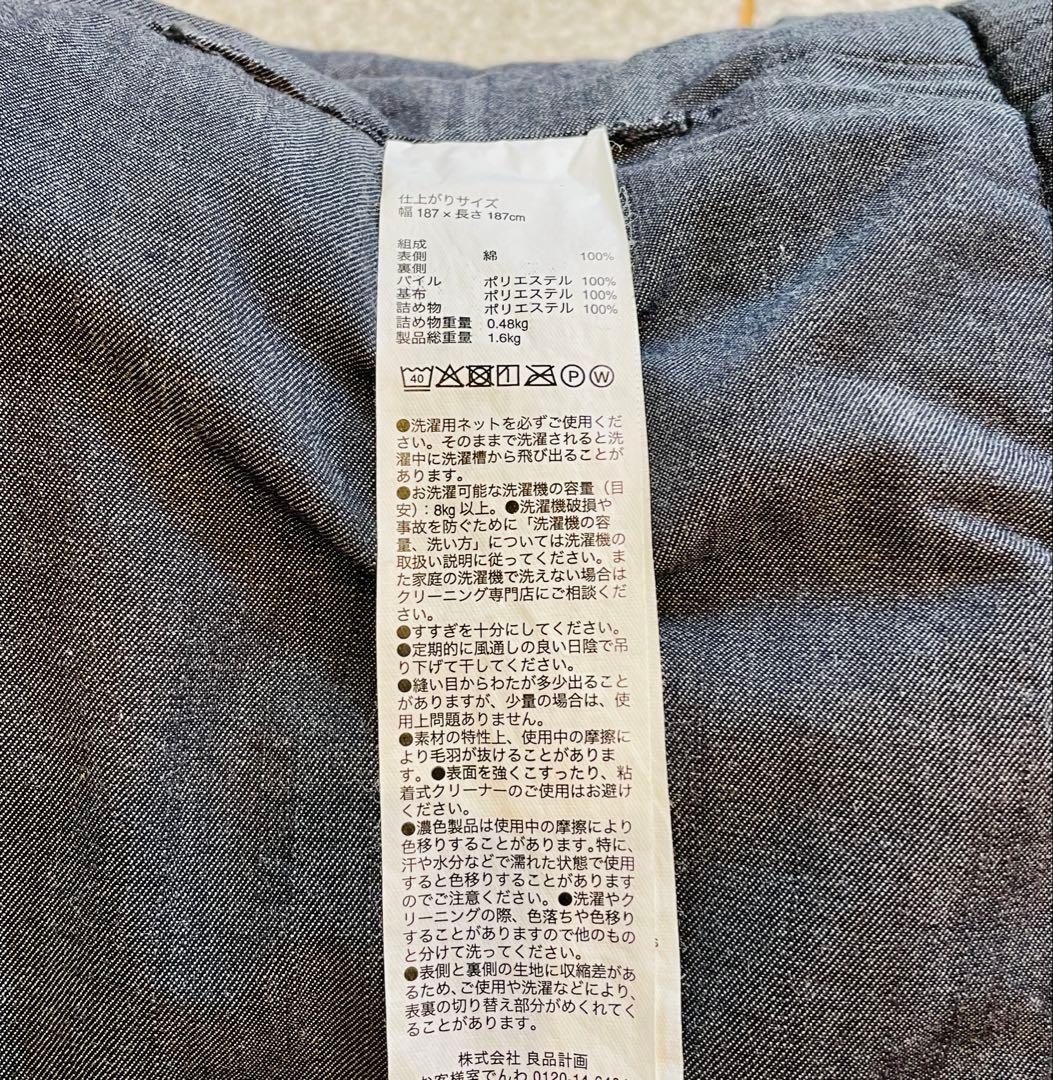 仕上がりサイズ
幅 187 × 長さ 187cm
組成
表側 綿 100%
裏側
パイル ポリエステル 100%
基布 ポリエステル 100%
詰め物 ポリエステル 100%
詰め物重量 0.48kg
製品総重量 1.6kg
40 P W
●洗濯用ネットを必ずご使用くだ
さい。そのままで洗濯されると洗
濯中に洗濯槽から飛び出ることが
あります。
●お洗濯可能な洗濯機の容量（目
安）：8kg 以上。●洗濯機破損や
事故を防ぐために「洗濯機の容
量、洗い方」については洗濯機の
取扱い説明に従ってください。ま
た家庭の洗濯機で洗えない場合は
クリーニング専門店にご相談くだ
さい。
●すすぎを十分にしてください。
●定期的に風通しの良い日陰で吊
り下げて干してください。
●縫い目からわたが多少出ること
がありますが、少量の場合は、使
用上問題ありません。
●素材の特性上、使用中の摩擦に
より毛羽が抜けることがありま
す。●表面を強くこすったり、粘
着式クリーナーのご使用はお避け
ください。
●濃色製品は使用中の摩擦により
色移りすることがあります。特に、
汗や水分などで濡れた状態で使用
すると色移りすることがあります
のでご注意ください。●洗濯やク
リーニングの際、色落ちや色移り
することがありますので他のもの
と分けて洗ってください。
●表側と裏側の生地に収縮差があ
るため、ご使用や洗濯などにより、
表裏の切り替え部分がめくれてく
ることがあります。
株式会社 良品計画
お客様室でんわ 0120-14-6404